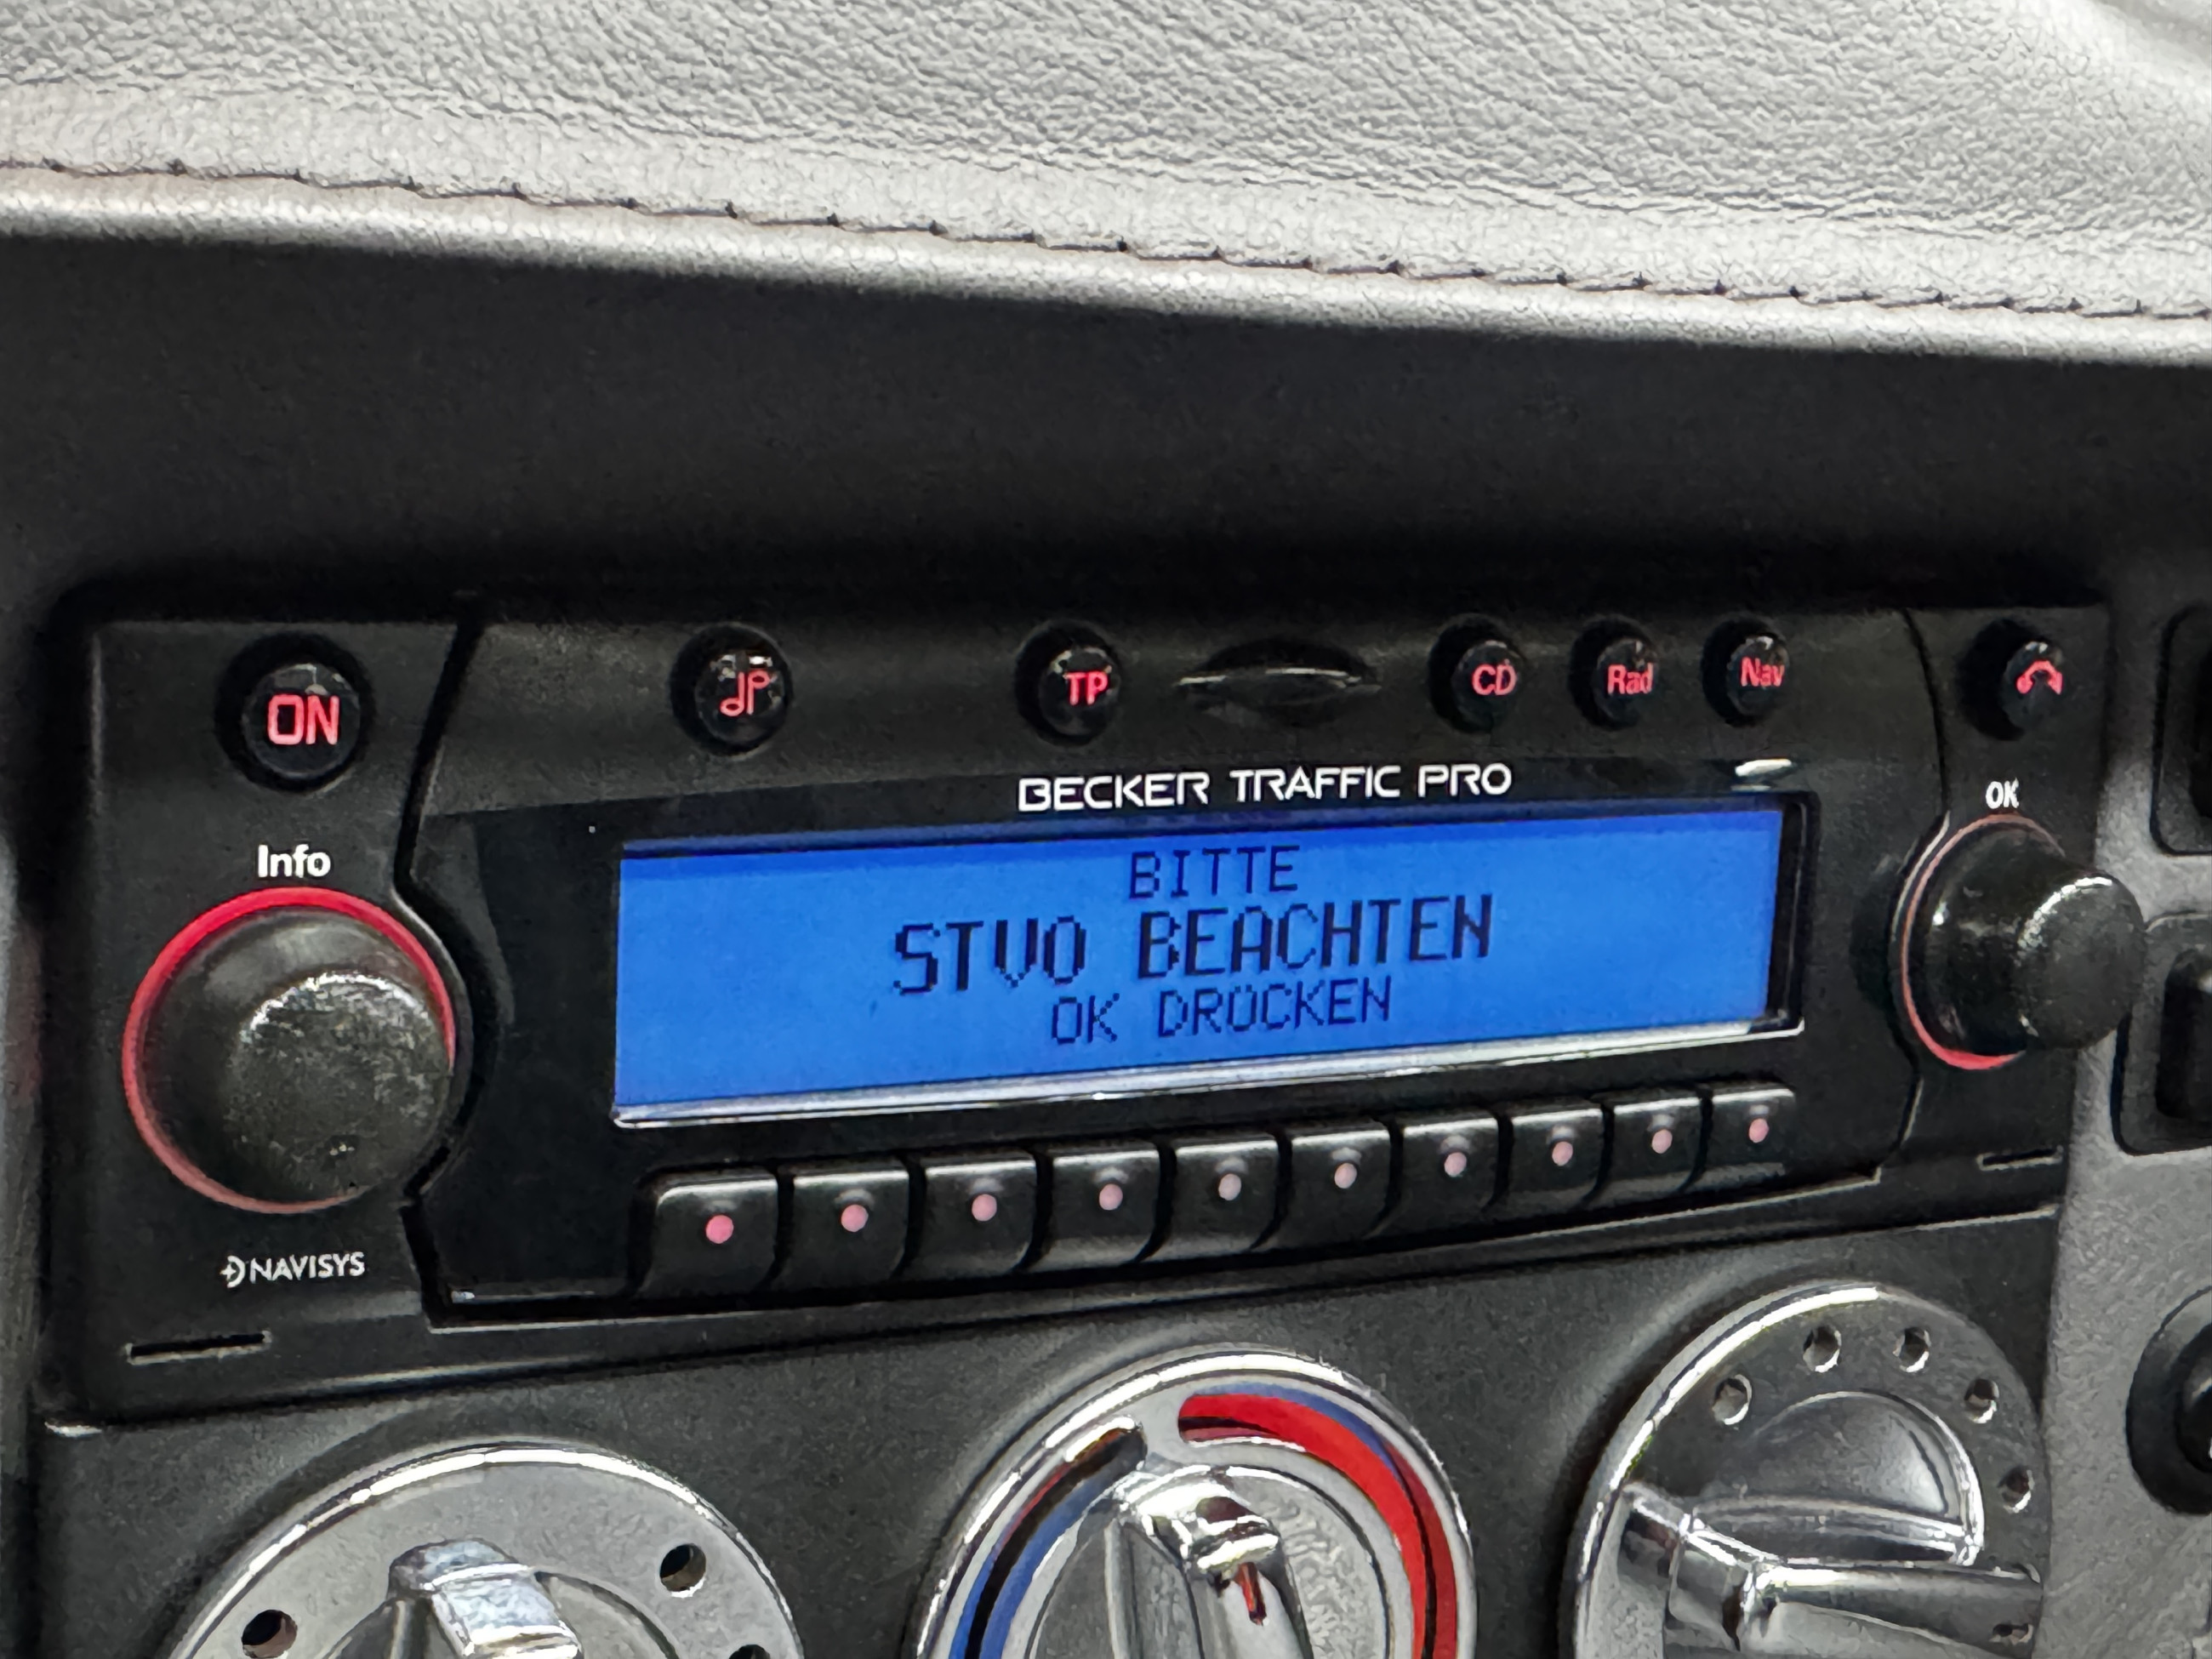 ON
TP
CD
Rad
Nav
BECKER TRAFFIC PRO
OK
Info
BITTE
STVO BEACHTEN
OK DRÜCKEN
NAVISYS